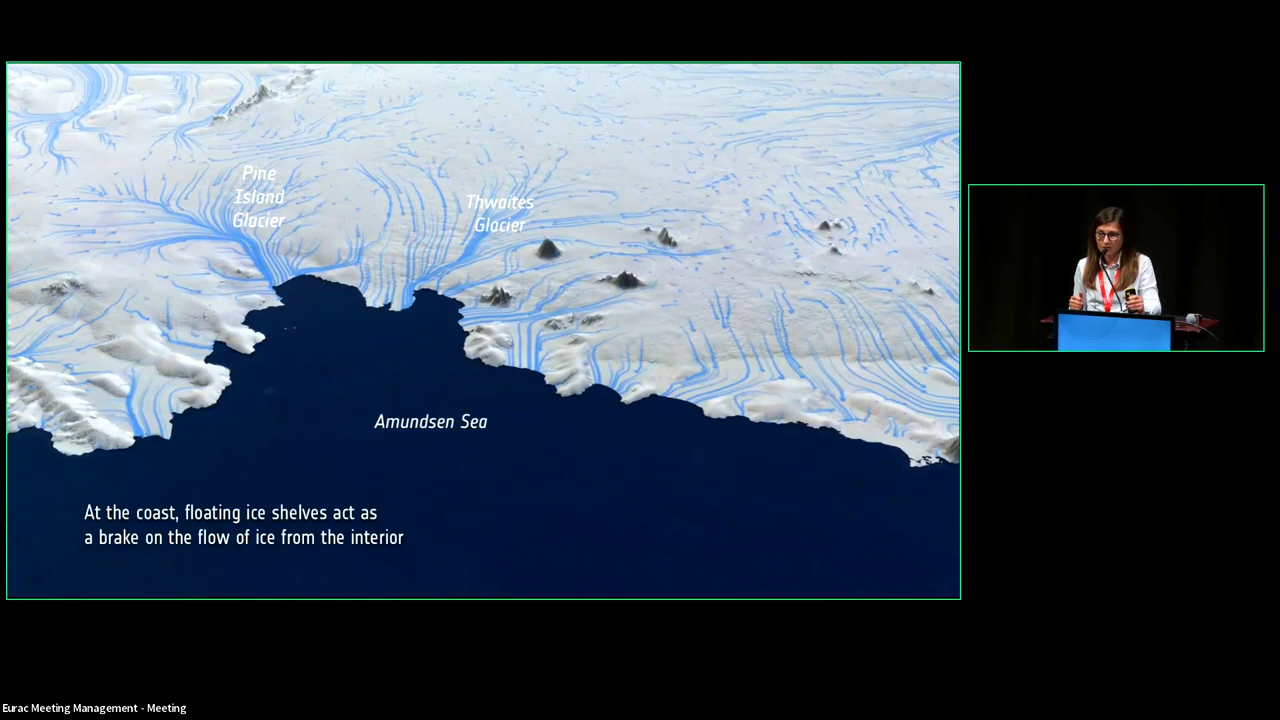 Pine
Island
Glacier
Thwaites
Glacier
Amundsen Sea
At the coast, floating ice shelves act as
a brake on the flow of ice from the interior
Eurac Meeting Management - Meeting